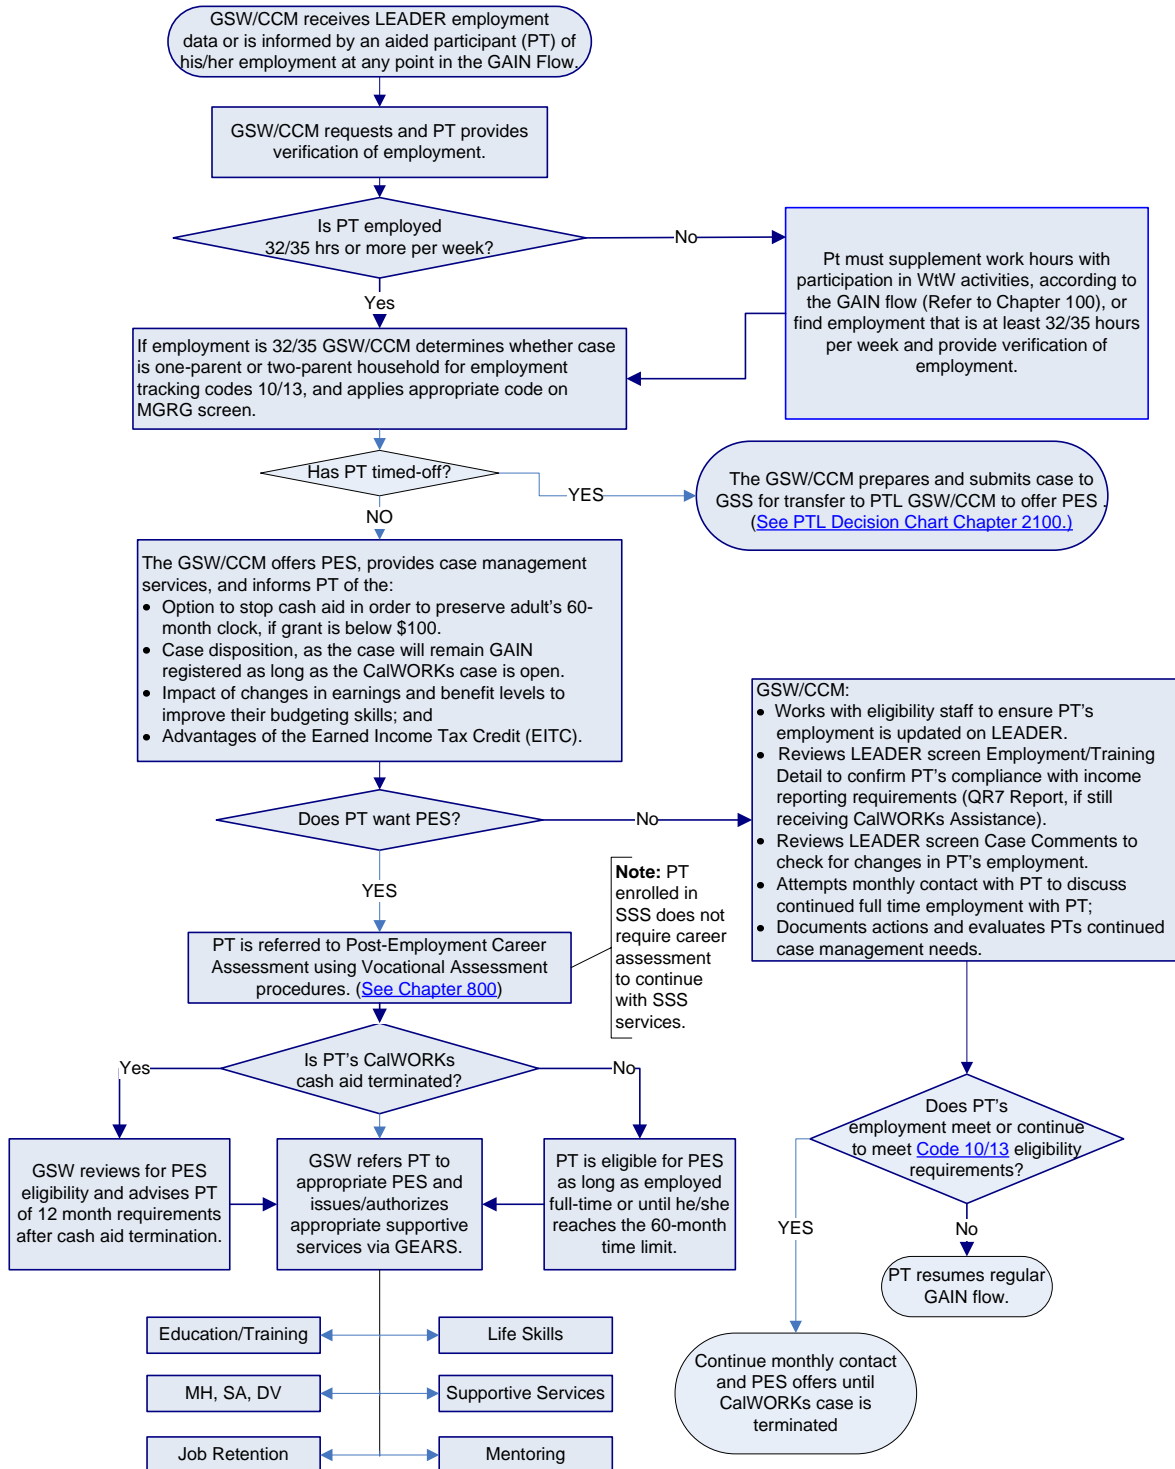 GSW/CCM receives LEADER employment
data or is informed by an aided participant (PT) of
his/her employment at any point in the GAIN Flow.
GSW/CCM requests and PT provides
verification of employment.
Is PT employed
32/35 hrs or more per week?
No
Pt must supplement work hours with
participation in WtW activities, according to
the GAIN flow (Refer to Chapter 100), or
find employment that is at least 32/35 hours
per week and provide verification of
employment.
Yes
If employment is 32/35 GSW/CCM determines whether case
is one-parent or two-parent household for employment
tracking codes 10/13, and applies appropriate code on
MGRG screen.
Has PT timed-off?
YES
The GSW/CCM prepares and submits case to
GSS for transfer to PTL GSW/CCM to offer PES .
(See PTL Decision Chart Chapter 2100.)
NO
The GSW/CCM offers PES, provides case management
services, and informs PT of the:
• Option to stop cash aid in order to preserve adult's 60-
month clock, if grant is below $100.
• Case disposition, as the case will remain GAIN
registered as long as the CalWORKs case is open.
• Impact of changes in earnings and benefit levels to
improve their budgeting skills; and
• Advantages of the Earned Income Tax Credit (EITC).
Does PT want PES?
No
GSW/CCM:
• Works with eligibility staff to ensure PT's
employment is updated on LEADER.
• Reviews LEADER screen Employment/Training
Detail to confirm PT's compliance with income
reporting requirements (QR7 Report, if still
receiving CalWORKs Assistance).
• Reviews LEADER screen Case Comments to
check for changes in PT's employment.
• Attempts monthly contact with PT to discuss
continued full time employment with PT;
• Documents actions and evaluates PTs continued
case management needs.
YES
PT is referred to Post-Employment Career
Assessment using Vocational Assessment
procedures. (See Chapter 800)
Note: PT
enrolled in
SSS does not
require career
assessment
to continue
with SSS
services.
Is PT's CalWORKs
cash aid terminated?
Yes
No
GSW reviews for PES
eligibility and advises PT
of 12 month requirements
after cash aid termination.
GSW refers PT to
appropriate PES and
issues/authorizes
appropriate supportive
services via GEARS.
PT is eligible for PES
as long as employed
full-time or until he/she
reaches the 60-month
time limit.
Does PT's
employment meet or continue
to meet Code 10/13 eligibility
requirements?
YES
No
PT resumes regular
GAIN flow.
Continue monthly contact
and PES offers until
CalWORKs case is
terminated
Education/Training
Life Skills
MH, SA, DV
Supportive Services
Job Retention
Mentoring